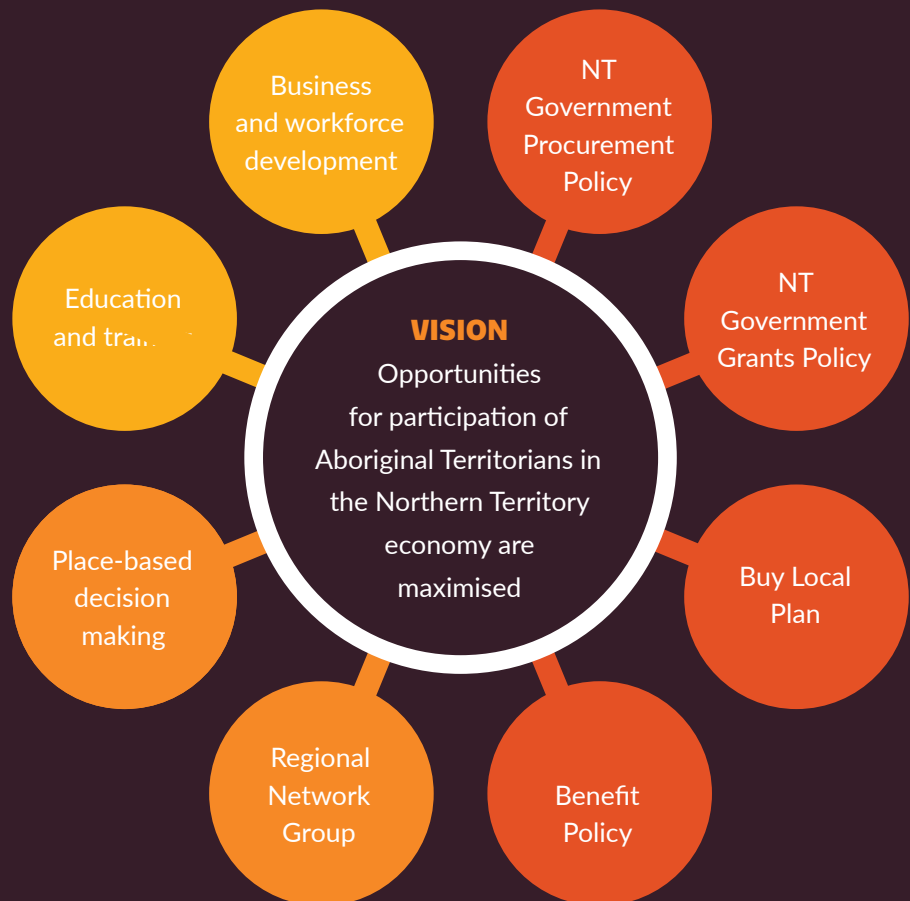 Business
and workforce
development
NT
Government
Procurement
Policy
Education
and
NT
Government
Grants Policy
VISION
Opportunities
for participation of
Aboriginal Territorians in
the Northern Territory
economy are
maximised
Place-based
decision
making
Buy Local
Plan
Regional
Network
Group
Benefit
Policy